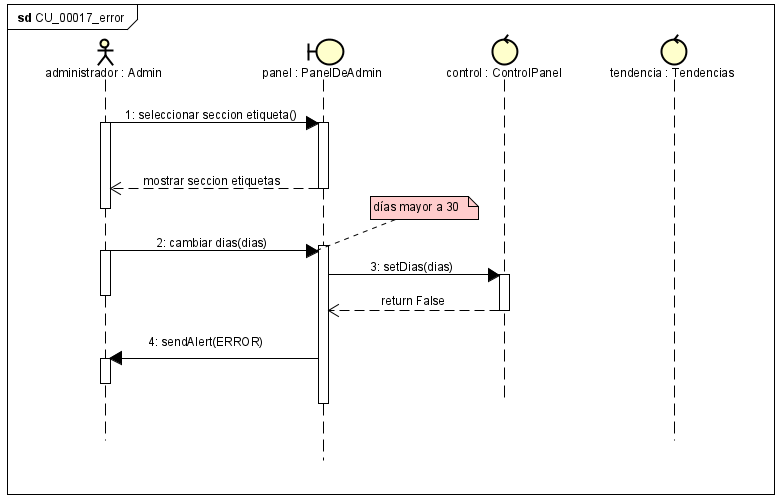 sd CU_00017_error
administrador : Admin
panel : PanelDeAdmin
control : ControlPanel
tendencia : Tendencias
1: seleccionar seccion etiqueta()
mostrar seccion etiquetas
días mayor a 30
2: cambiar dias(dias)
3: setDias(dias)
return False
4: sendAlert(ERROR)